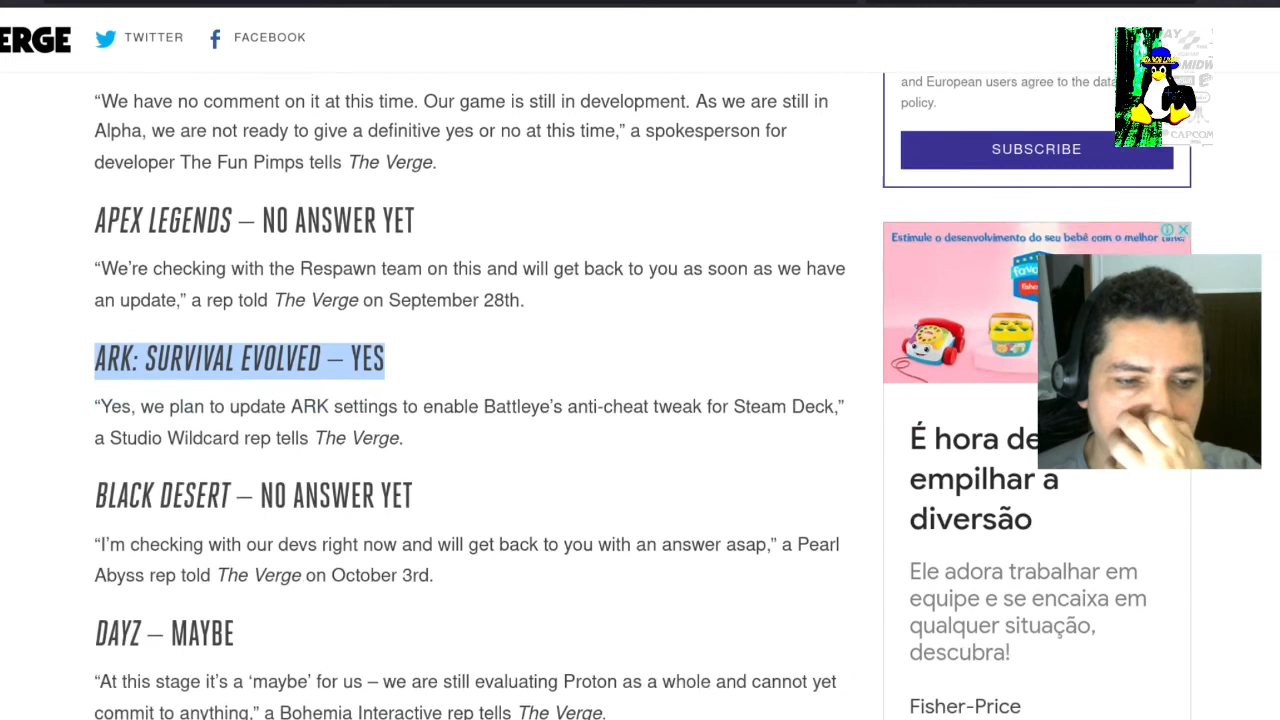 ERGE
TWITTER
FACEBOOK
“We have no comment on it at this time. Our game is still in development. As we are still in
Alpha, we are not ready to give a definitive yes or no at this time,” a spokesperson for
developer The Fun Pimps tells The Verge.
APEX LEGENDS – NO ANSWER YET
“We’re checking with the Respawn team on this and will get back to you as soon as we have
an update,” a rep told The Verge on September 28th.
ARK: SURVIVAL EVOLVED – YES
“Yes, we plan to update ARK settings to enable Battleye’s anti-cheat tweak for Steam Deck,”
a Studio Wildcard rep tells The Verge.
BLACK DESERT – NO ANSWER YET
“I’m checking with our devs right now and will get back to you with an answer asap,” a Pearl
Abyss rep told The Verge on October 3rd.
DAYZ – MAYBE
“At this stage it’s a ‘maybe’ for us – we are still evaluating Proton as a whole and cannot yet
commit to anything,” a Bohemia Interactive rep tells The Verge.
and European users agree to the data
policy.
SUBSCRIBE
CAPCOM
Estimule o desenvolvimento do seu bebê com o melhor time!
É hora de
empilhar a
diversão
Ele adora trabalhar em
equipe e se encaixa em
qualquer situação,
descubra!
Fisher-Price